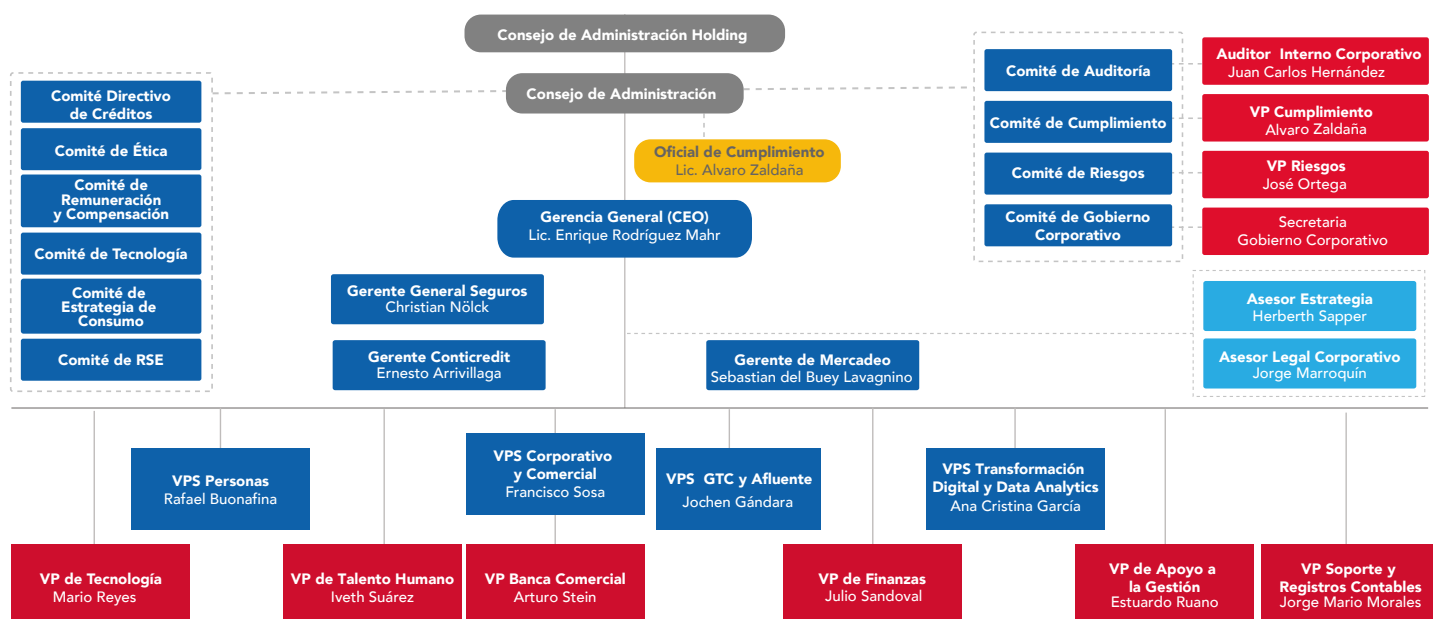 Consejo de Administración Holding
Consejo de Administración
Oficial de Cumplimiento
Lic. Alvaro Zaldaña
Gerencia General (CEO)
Lic. Enrique Rodríguez Mahr
Comité Directivo
de Créditos
Comité de Ética
Comité de
Remuneración
y Compensación
Comité de Tecnología
Comité de
Estrategia de
Consumo
Comité de RSE
Comité de Auditoría
Comité de Cumplimiento
Comité de Riesgos
Comité de Gobierno
Corporativo
Auditor Interno Corporativo
Juan Carlos Hernández
VP Cumplimiento
Alvaro Zaldaña
VP Riesgos
José Ortega
Secretaria
Gobierno Corporativo
Asesor Estrategia
Herberth Sapper
Asesor Legal Corporativo
Jorge Marroquín
Gerente General Seguros
Christian Nölck
Gerente Conticredit
Ernesto Arrivillaga
Gerente de Mercadeo
Sebastian del Buey Lavagnino
VPS Personas
Rafael Buonafina
VPS Corporativo
y Comercial
Francisco Sosa
VPS GTC y Afluente
Jochen Gándara
VPS Transformación
Digital y Data Analytics
Ana Cristina García
VP de Tecnología
Mario Reyes
VP de Talento Humano
Iveth Suárez
VP Banca Comercial
Arturo Stein
VP de Finanzas
Julio Sandoval
VP de Apoyo a
la Gestión
Estuardo Ruano
VP Soporte y
Registros Contables
Jorge Mario Morales